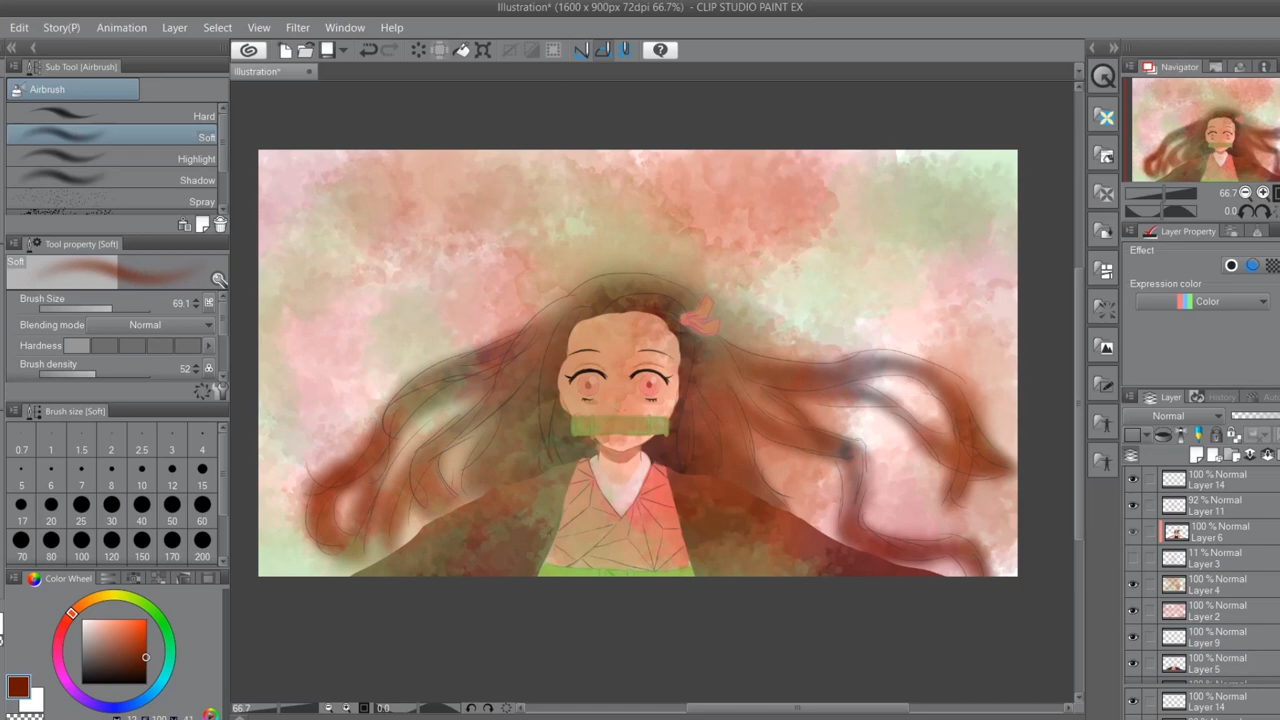 Illustration* (1600 x 900px 72dpi 66.7%) - CLIP STUDIO PAINT EX
Edit Story(P) Animation Layer Select View Filter Window Help
Sub Tool [Airbrush]
Illustration*
Airbrush
Hard
Soft
Highlight
Shadow
Spray
Tool property [Soft]
Soft
Brush Size 69.1
Blending mode Normal
Hardness
Brush density 52
Brush size [Soft]
0.7 1 1.5 2 3 4
5 6 7 8 10 12 15
17 20 25 30 40 50 60
70 80 100 120 150 170 200
Color Wheel
12 100 41
66.7 0.0
Navigator
66.7
0.0
Layer Property
Effect
Expression color
Color
Layer History Auto
Normal
100 % Normal
Layer 14
92 % Normal
Layer 11
100 % Normal
Layer 6
11 % Normal
Layer 3
100 % Normal
Layer 4
100 % Normal
Layer 2
100 % Normal
Layer 9
100 % Normal
Layer 5
100 % Normal
Layer 14